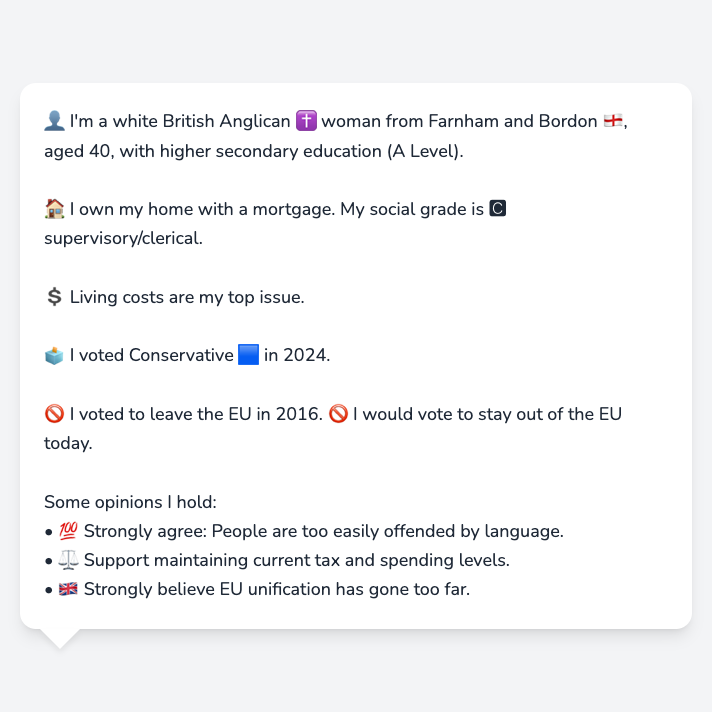 👤 I'm a white British Anglican ✝️ woman from Farnham and Bordon 🏴󠁧󠁢󠁥󠁮󠁧󠁿,
aged 40, with higher secondary education (A Level).
🏠 I own my home with a mortgage. My social grade is 🅲
supervisory/clerical.
💲 Living costs are my top issue.
🗳️ I voted Conservative 🟦 in 2024.
🚫 I voted to leave the EU in 2016. 🚫 I would vote to stay out of the EU
today.
Some opinions I hold:
• 💯 Strongly agree: People are too easily offended by language.
• ⚖️ Support maintaining current tax and spending levels.
• 🇬🇧 Strongly believe EU unification has gone too far.